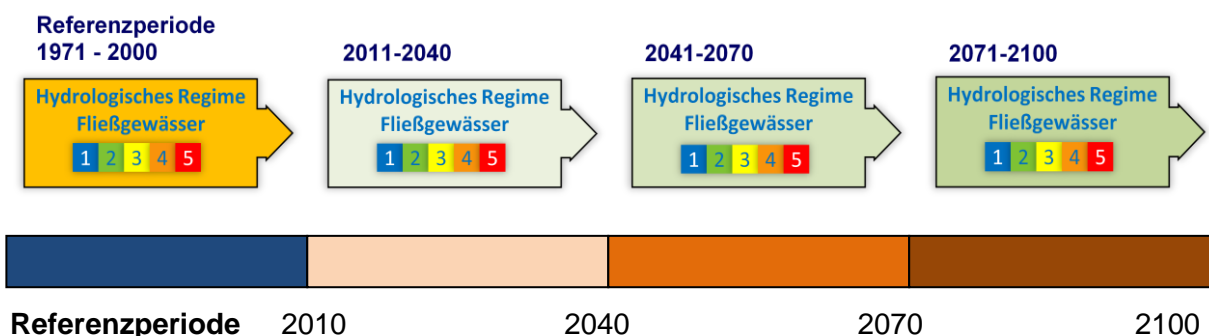 Referenzperiode
1971 - 2000
Hydrologisches Regime
Fließgewässer
1 2 3 4 5
2011-2040
Hydrologisches Regime
Fließgewässer
1 2 3 4 5
2041-2070
Hydrologisches Regime
Fließgewässer
1 2 3 4 5
2071-2100
Hydrologisches Regime
Fließgewässer
1 2 3 4 5
Referenzperiode 2010 2040 2070 2100